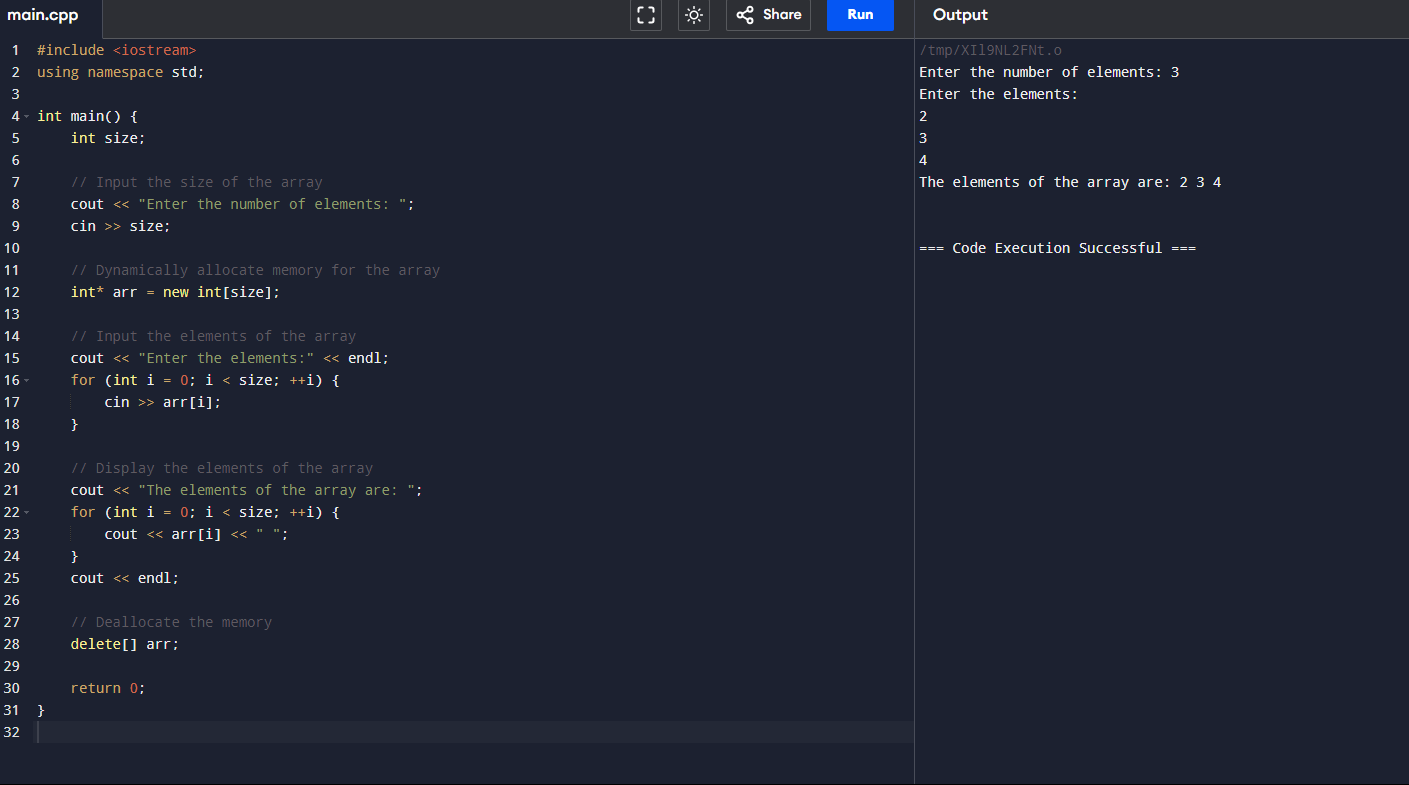 main.cpp
Share
Run
Output
1 #include <iostream>
2 using namespace std;
3
4 int main() {
5     int size;
6
7     // Input the size of the array
8     cout << "Enter the number of elements: ";
9     cin >> size;
10
11     // Dynamically allocate memory for the array
12     int* arr = new int[size];
13
14     // Input the elements of the array
15     cout << "Enter the elements:" << endl;
16     for (int i = 0; i < size; ++i) {
17         cin >> arr[i];
18     }
19
20     // Display the elements of the array
21     cout << "The elements of the array are: ";
22     for (int i = 0; i < size; ++i) {
23         cout << arr[i] << " ";
24     }
25     cout << endl;
26
27     // Deallocate the memory
28     delete[] arr;
29
30     return 0;
31 }
32
/tmp/XIl9NL2FNt.o
Enter the number of elements: 3
Enter the elements:
2
3
4
The elements of the array are: 2 3 4
=== Code Execution Successful ===